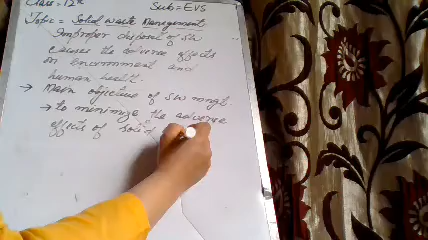 Class = 12th
Sub = EVS
Topic = Solid waste Management
Improper disposal of SW
causes the adverse effects
on environment and
human health.
→ Main objective of SW mngt.
→ to minimize the adverse
effects of solid